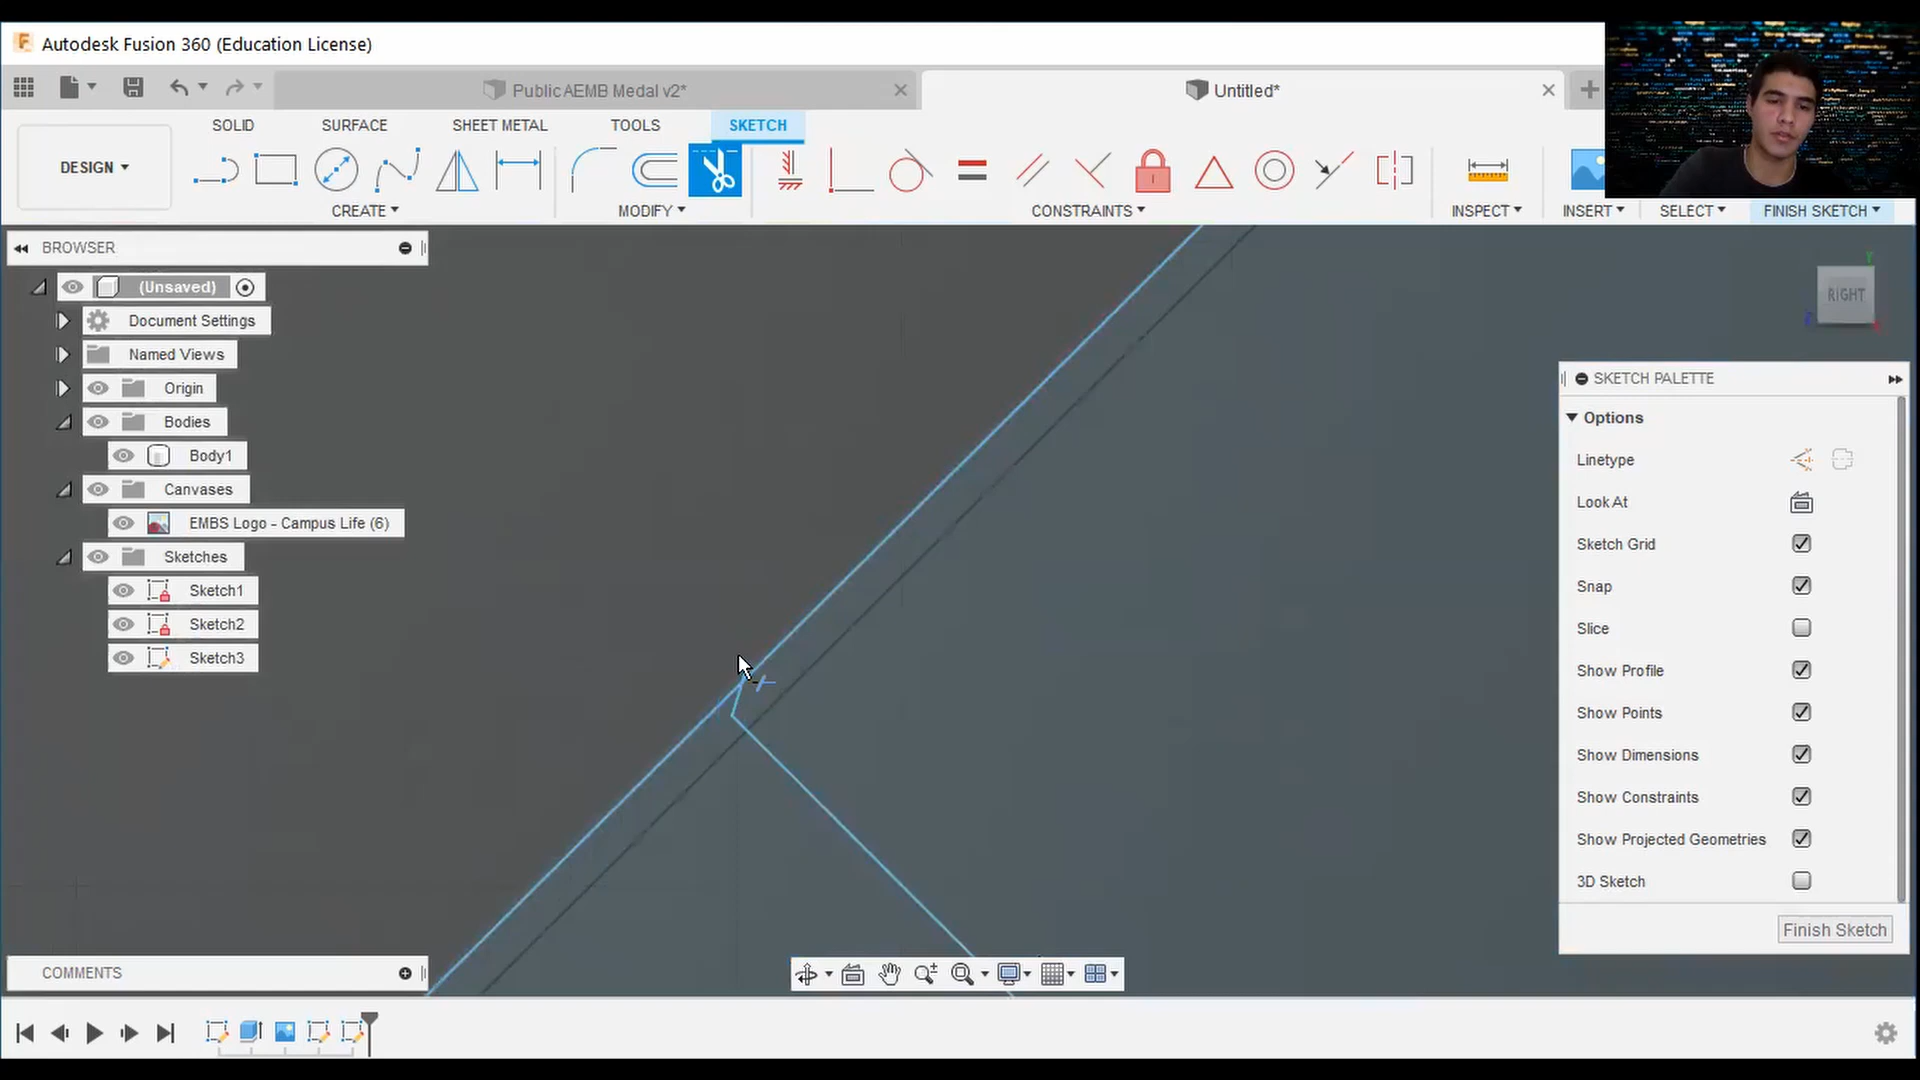 Autodesk Fusion 360 (Education License)
Public AEMB Medal v2*
Untitled*
SOLID
SURFACE
SHEET METAL
TOOLS
SKETCH
DESIGN
CREATE
MODIFY
CONSTRAINTS
INSPECT
INSERT
SELECT
FINISH SKETCH
BROWSER
(Unsaved)
Document Settings
Named Views
Origin
Bodies
Body1
Canvases
EMBS Logo - Campus Life (6)
Sketches
Sketch1
Sketch2
Sketch3
Y
RIGHT
Z
X
SKETCH PALETTE
Options
Linetype
Look At
Sketch Grid
Snap
Slice
Show Profile
Show Points
Show Dimensions
Show Constraints
Show Projected Geometries
3D Sketch
Finish Sketch
COMMENTS